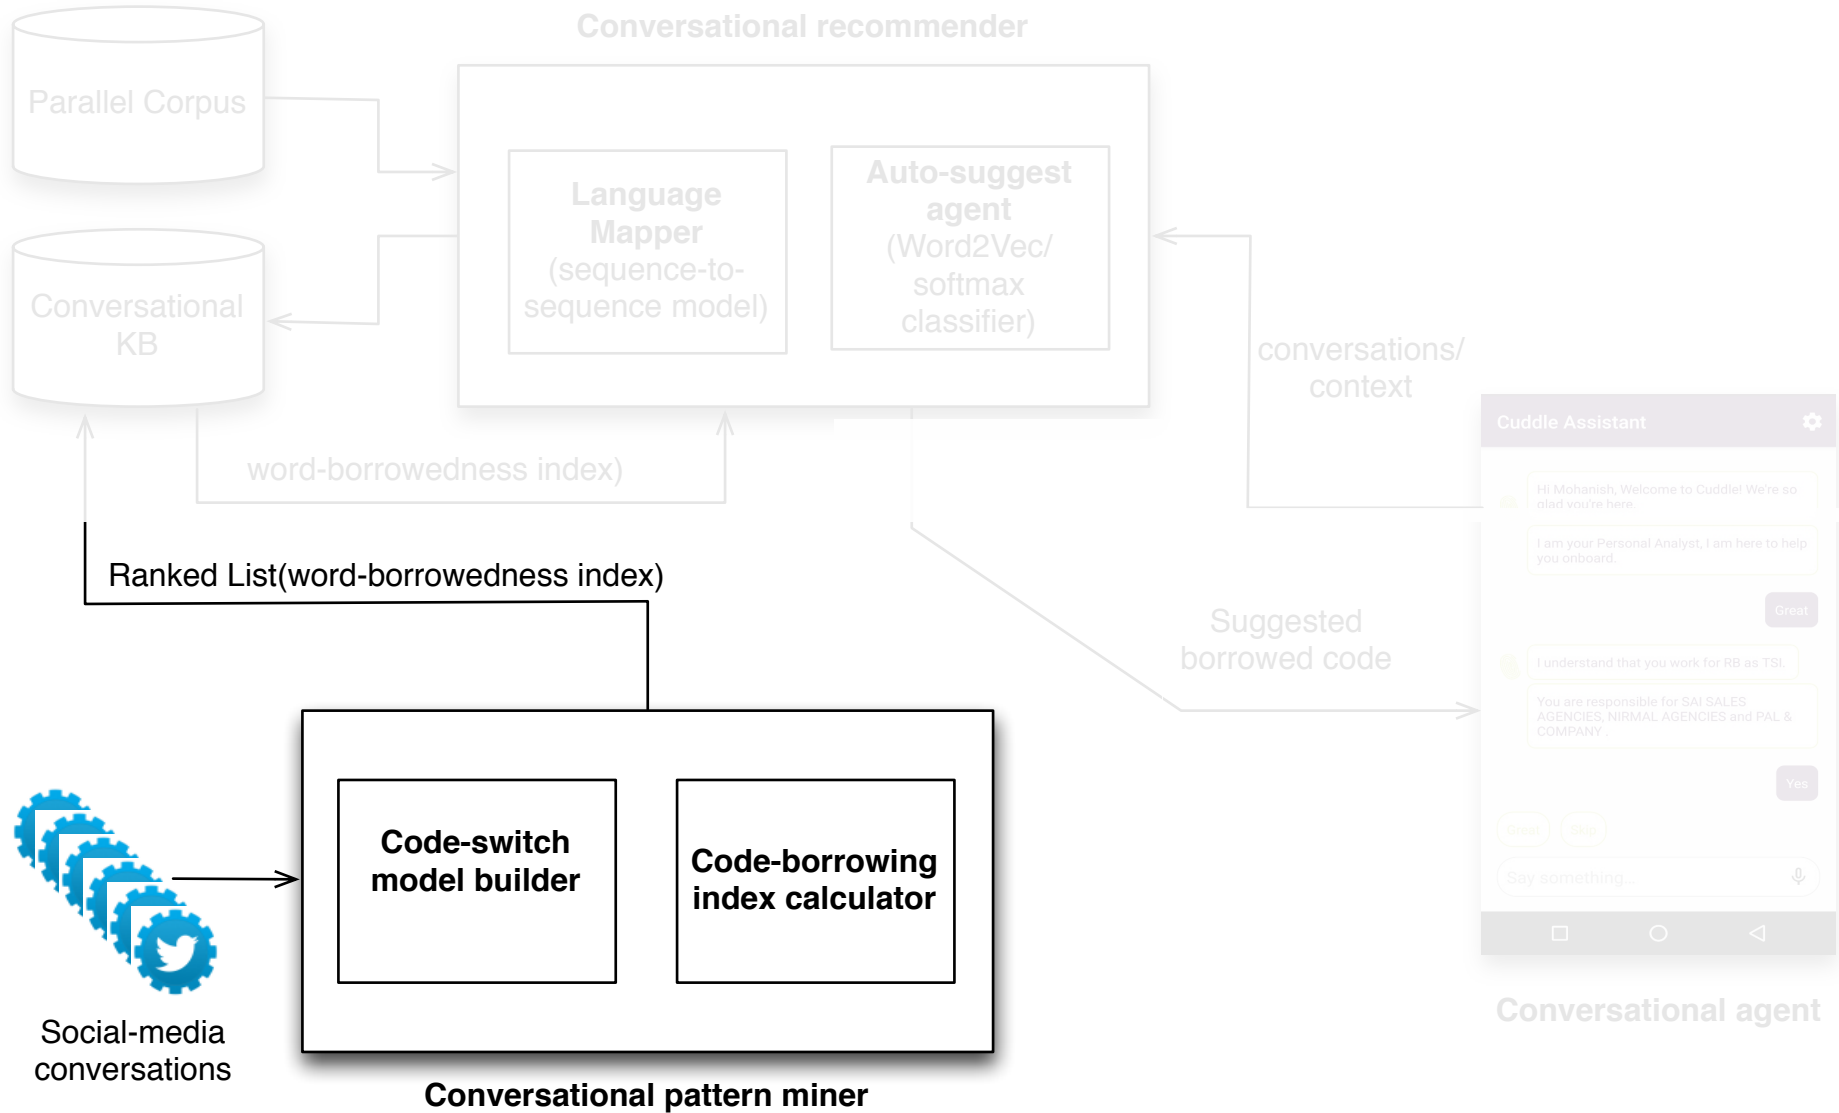 Conversational recommender
Parallel Corpus
Language
Mapper
(sequence-to-
sequence model)
Auto-suggest
agent
(Word2Vec/
softmax
classifier)
Conversational
KB
conversations/
context
word-borrowedness index)
Ranked List(word-borrowedness index)
Suggested
borrowed code
Cuddle Assistant
Hi Mohanish, Welcome to Cuddle! We're so
glad you're here.
I am your Personal Analyst, I am here to help
you onboard.
Great
I understand that you work for RB as TSI.
You are responsible for SAI SALES
AGENCIES, NIRMAL AGENCIES and PAL &
COMPANY .
Yes
Great
Skip
Say something...
Conversational agent
Code-switch
model builder
Code-borrowing
index calculator
Social-media
conversations
Conversational pattern miner